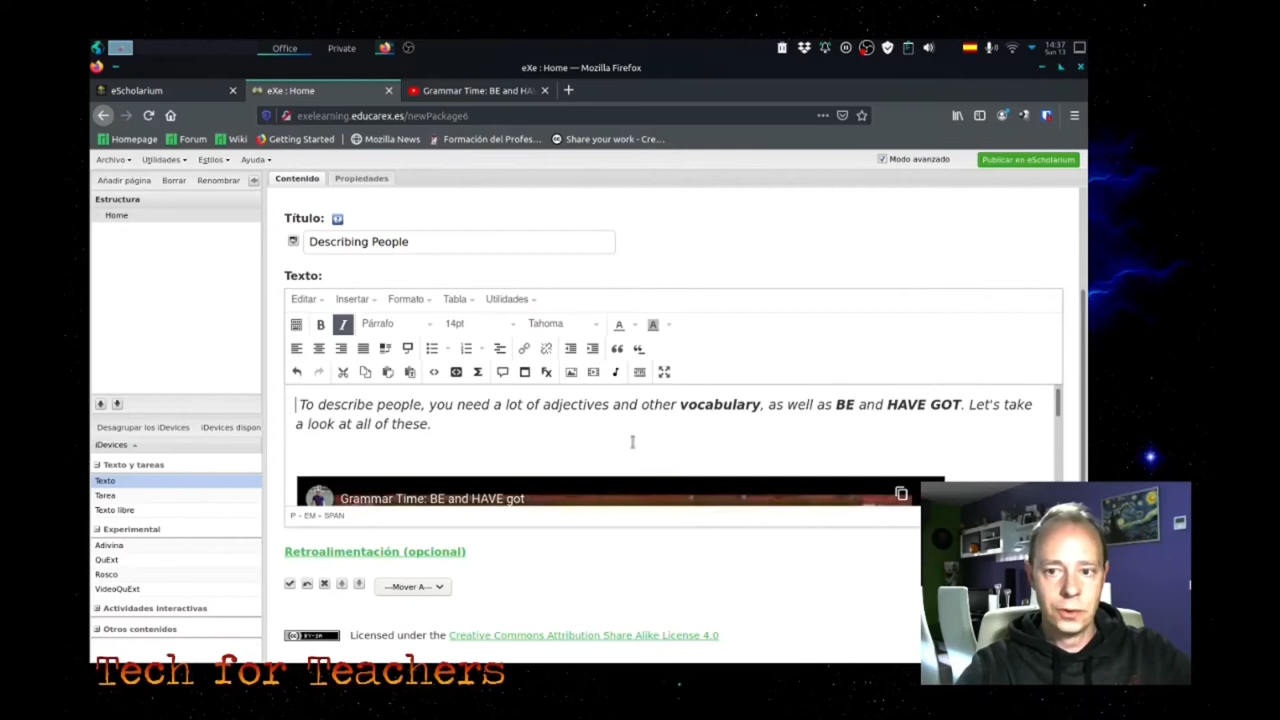 Office Private
14:37
Sun 13
eXe : Home — Mozilla Firefox
eScholarium eXe : Home Grammar Time: BE and HA
exelearning.educarex.es/newPackage6
Homepage Forum Wiki Getting Started Mozilla News Formación del Profes... Share your work - Cre...
Archivo Utilidades Estilos Ayuda Modo avanzado Publicar en eScholarium
Añadir página Borrar Renombrar Contenido Propiedades
Estructura
Home
Título:
Describing People
Texto:
Editar Insertar Formato Tabla Utilidades
B I Párrafo 14pt Tahoma A A
To describe people, you need a lot of adjectives and other vocabulary, as well as BE and HAVE GOT. Let's take
a look at all of these.
Grammar Time: BE and HAVE got
P » EM » SPAN
Desagrupar los iDevices iDevices dispon
iDevices
Texto y tareas
Texto
Tarea
Texto libre
Experimental
Adivina
QuExt
Rosco
VideoQuExt
Actividades interactivas
Otros contenidos
Retroalimentación (opcional)
---Mover A---
BY-SA Licensed under the Creative Commons Attribution Share Alike License 4.0
Tech for Teachers